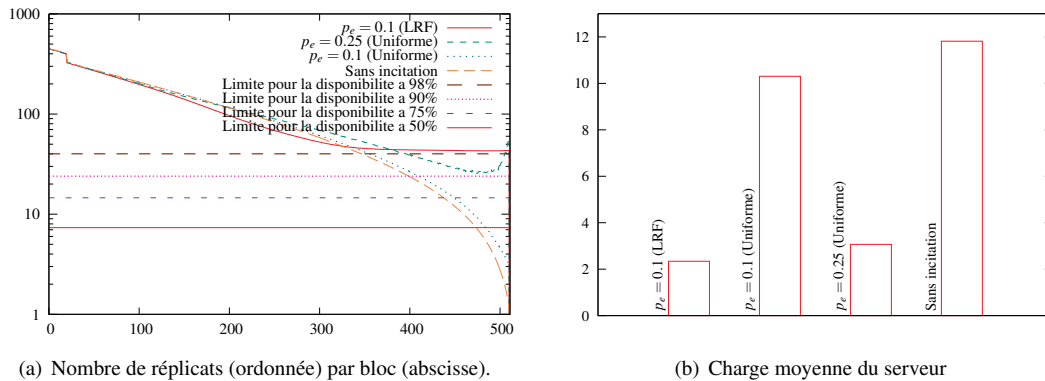 1000
100
10
1
0
100
200
300
400
500
p_e = 0.1 (LRF)
p_e = 0.25 (Uniforme)
p_e = 0.1 (Uniforme)
Sans incitation
Limite pour la disponibilite a 98%
Limite pour la disponibilite a 90%
Limite pour la disponibilite a 75%
Limite pour la disponibilite a 50%
(a) Nombre de réplicats (ordonnée) par bloc (abscisse).
12
10
8
6
4
2
0
p_e = 0.1 (LRF)
p_e = 0.1 (Uniforme)
p_e = 0.25 (Uniforme)
Sans incitation
(b) Charge moyenne du serveur